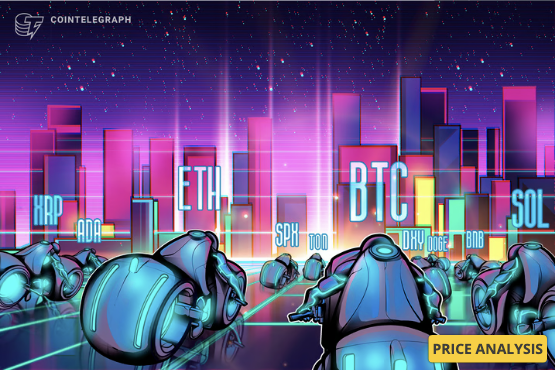 COINTELEGRAPH
XRP
ADA
ETH
SPX
TON
BTC
DXY
DOGE
BNB
SOL
PRICE ANALYSIS